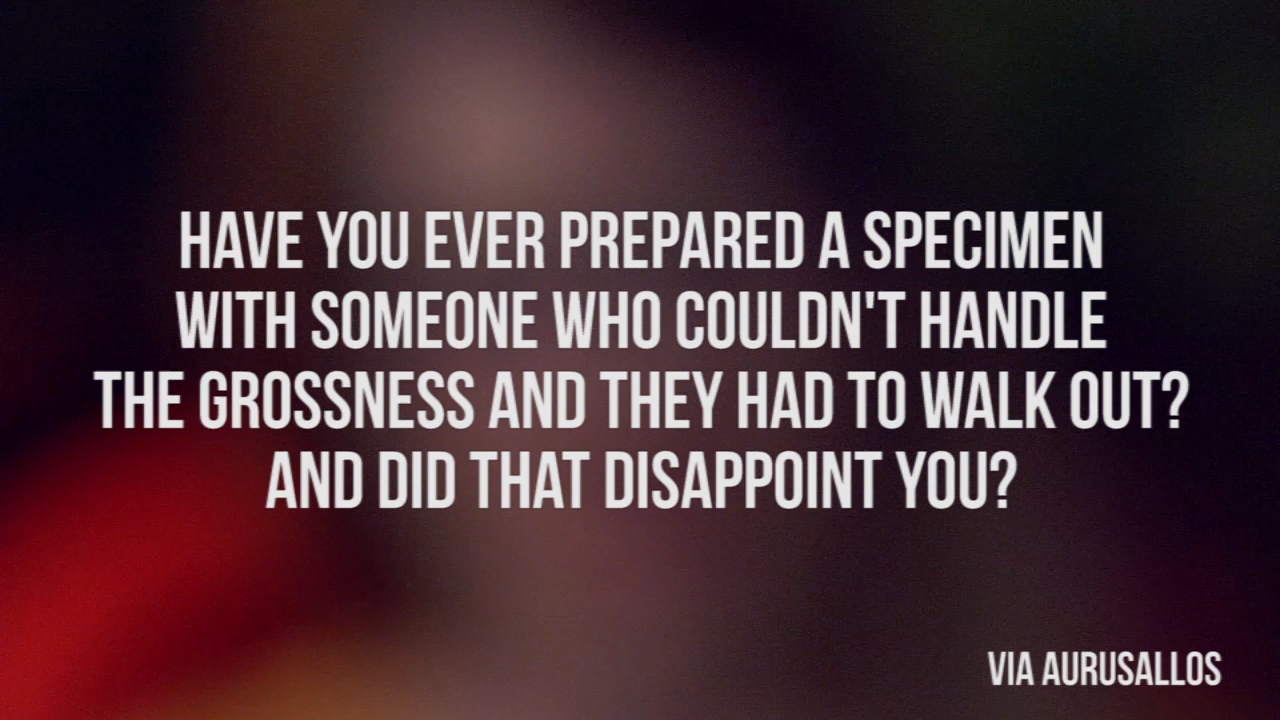 HAVE YOU EVER PREPARED A SPECIMEN
WITH SOMEONE WHO COULDN'T HANDLE
THE GROSSNESS AND THEY HAD TO WALK OUT?
AND DID THAT DISAPPOINT YOU?
VIA AURUSALLOS